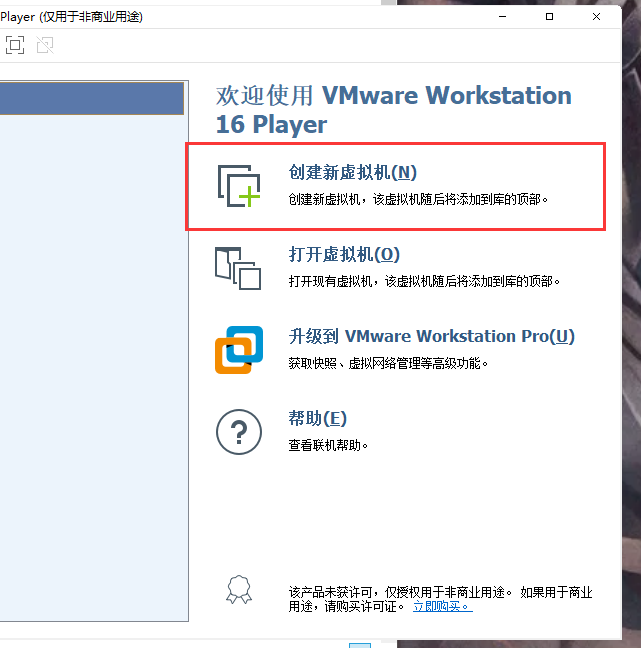 Player (仅用于非商业用途)
欢迎使用 VMware Workstation
16 Player
创建新虚拟机(N)
创建新虚拟机，该虚拟机随后将添加到库的顶部。
打开虚拟机(O)
打开现有虚拟机，该虚拟机随后将添加到库的顶部。
升级到 VMware Workstation Pro(U)
获取快照、虚拟网络管理等高级功能。
帮助(E)
查看联机帮助。
该产品未获许可，仅授权用于非商业用途。 如果用于商业
用途，请购买许可证。 立即购买。